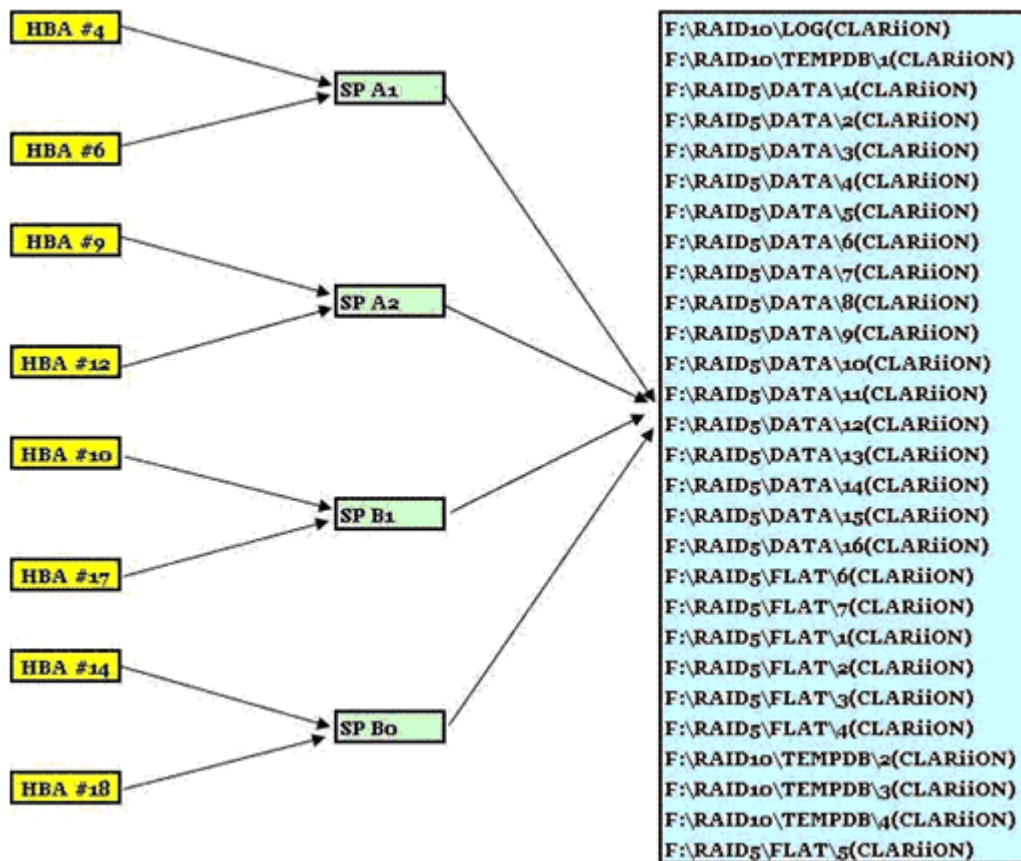 HBA #4
HBA #6
HBA #9
HBA #12
HBA #10
HBA #17
HBA #14
HBA #18
SP A1
SP A2
SP B1
SP B0
F:\RAID10\LOG(CLARiiON)
F:\RAID10\TEMPDB\1(CLARiiON)
F:\RAID5\DATA\1(CLARiiON)
F:\RAID5\DATA\2(CLARiiON)
F:\RAID5\DATA\3(CLARiiON)
F:\RAID5\DATA\4(CLARiiON)
F:\RAID5\DATA\5(CLARiiON)
F:\RAID5\DATA\6(CLARiiON)
F:\RAID5\DATA\7(CLARiiON)
F:\RAID5\DATA\8(CLARiiON)
F:\RAID5\DATA\9(CLARiiON)
F:\RAID5\DATA\10(CLARiiON)
F:\RAID5\DATA\11(CLARiiON)
F:\RAID5\DATA\12(CLARiiON)
F:\RAID5\DATA\13(CLARiiON)
F:\RAID5\DATA\14(CLARiiON)
F:\RAID5\DATA\15(CLARiiON)
F:\RAID5\DATA\16(CLARiiON)
F:\RAID5\FLAT\6(CLARiiON)
F:\RAID5\FLAT\7(CLARiiON)
F:\RAID5\FLAT\1(CLARiiON)
F:\RAID5\FLAT\2(CLARiiON)
F:\RAID5\FLAT\3(CLARiiON)
F:\RAID5\FLAT\4(CLARiiON)
F:\RAID10\TEMPDB\2(CLARiiON)
F:\RAID10\TEMPDB\3(CLARiiON)
F:\RAID10\TEMPDB\4(CLARiiON)
F:\RAID5\FLAT\5(CLARiiON)